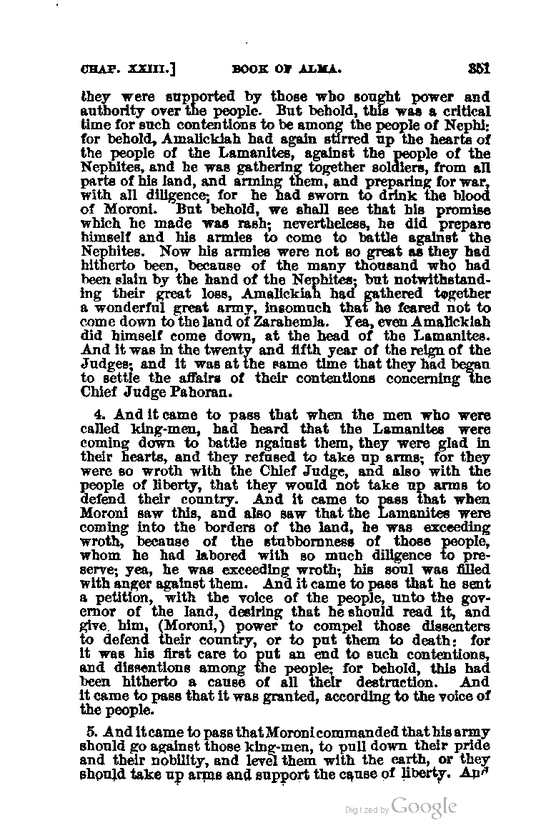 CHAP. XXIII.] BOOK OF ALMA. 351
they were supported by those who sought power and
authority over the people. But behold, this was a critical
time for such contentions to be among the people of Nephi;
for behold, Amalickiah had again stirred up the hearts of
the people of the Lamanites, against the people of the
Nephites, and he was gathering together soldiers, from all
parts of his land, and arming them, and preparing for war,
with all diligence; for he had sworn to drink the blood
of Moroni. But behold, we shall see that his promise
which he made was rash; nevertheless, he did prepare
himself and his armies to come to battle against the
Nephites. Now his armies were not so great as they had
hitherto been, because of the many thousand who had
been slain by the hand of the Nephites; but notwithstand-
ing their great loss, Amalickiah had gathered together
a wonderful great army, insomuch that he feared not to
come down to the land of Zarahemla. Yea, even Amalickiah
did himself come down, at the head of the Lamanites.
And it was in the twenty and fifth year of the reign of the
Judges; and it was at the same time that they had began
to settle the affairs of their contentions concerning the
Chief Judge Pahoran.
4. And it came to pass that when the men who were
called king-men, had heard that the Lamanites were
coming down to battle against them, they were glad in
their hearts, and they refused to take up arms; for they
were so wroth with the Chief Judge, and also with the
people of liberty, that they would not take up arms to
defend their country. And it came to pass that when
Moroni saw this, and also saw that the Lamanites were
coming into the borders of the land, he was exceeding
wroth, because of the stubbornness of those people,
whom he had labored with so much diligence to pre-
serve; yea, he was exceeding wroth; his soul was filled
with anger against them. And it came to pass that he sent
a petition, with the voice of the people, unto the gov-
ernor of the land, desiring that he should read it, and
give him, (Moroni,) power to compel those dissenters
to defend their country, or to put them to death; for
it was his first care to put an end to such contentions,
and dissentions among the people; for behold, this had
been hitherto a cause of all their destruction. And
it came to pass that it was granted, according to the voice of
the people.
5. And it came to pass that Moroni commanded that his army
should go against those king-men, to pull down their pride
and their nobility, and level them with the earth, or they
should take up arms and support the cause of liberty. And
Digitized by Google